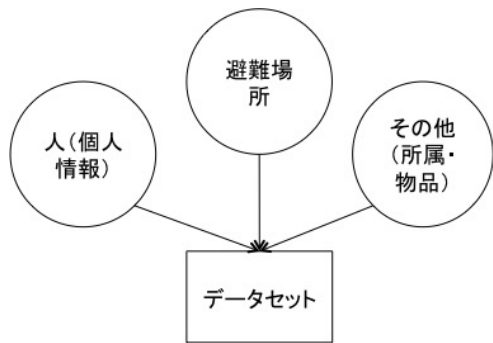 避難場
所
人(個人
情報)
その他
(所属・
物品)
データセット